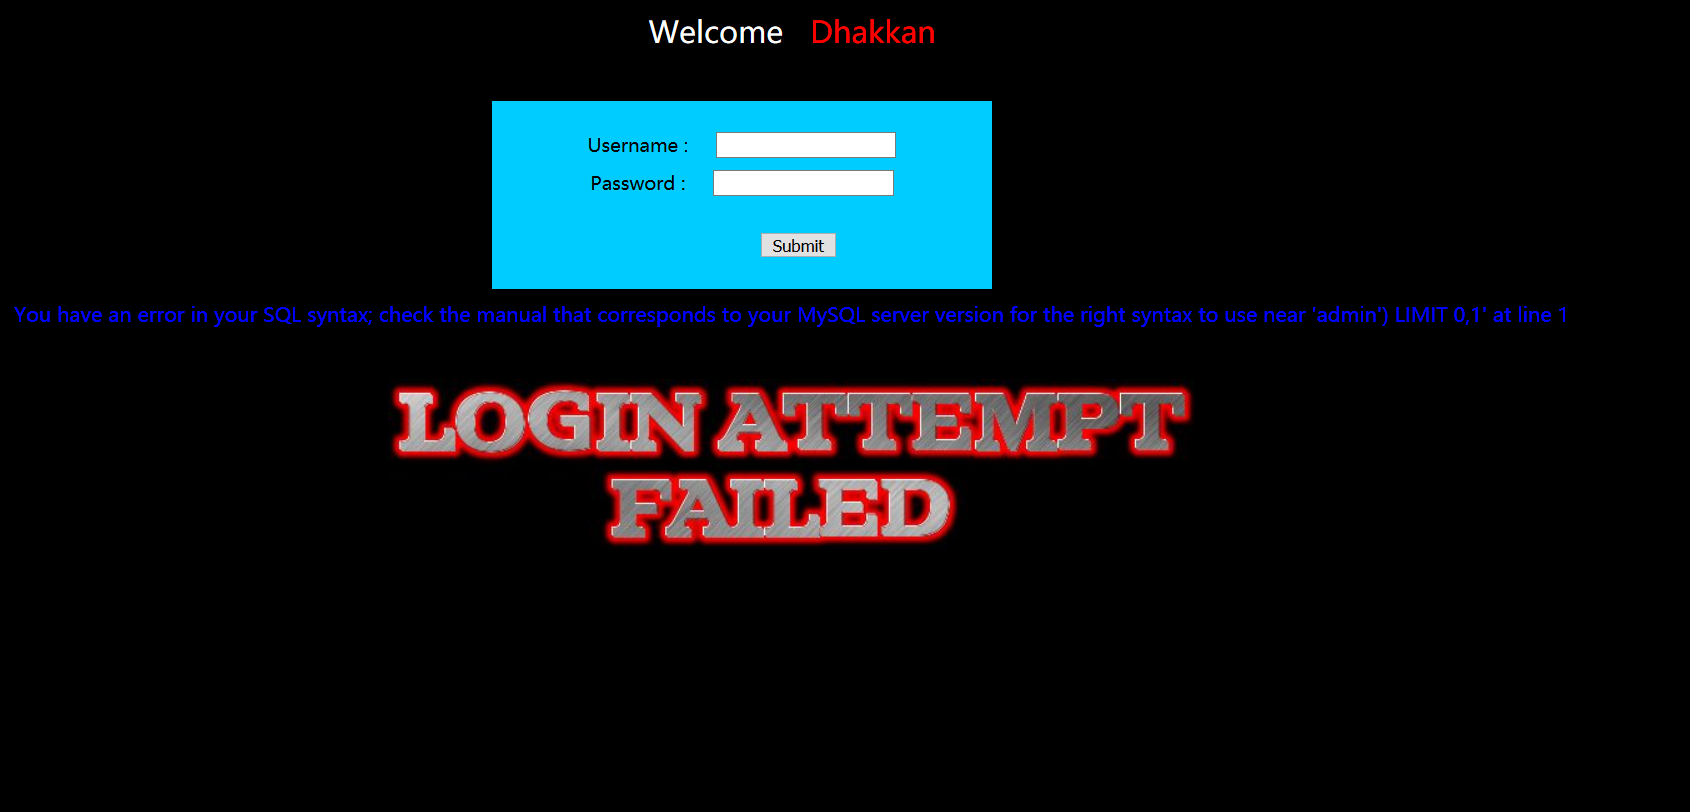 Welcome Dhakkan
Username :
Password :
Submit
You have an error in your SQL syntax; check the manual that corresponds to your MySQL server version for the right syntax to use near 'admin') LIMIT 0,1' at line 1
LOGIN ATTEMPT
FAILED